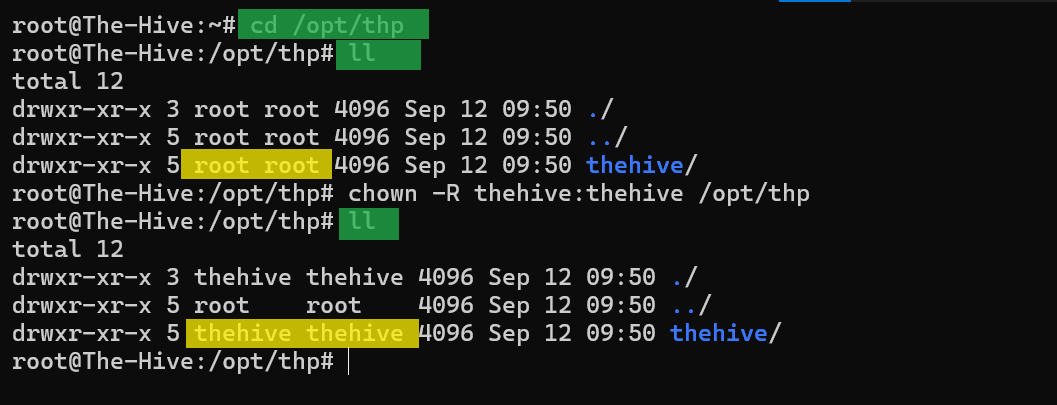 root@The-Hive:~# cd /opt/thp
root@The-Hive:/opt/thp# ll
total 12
drwxr-xr-x 3 root root 4096 Sep 12 09:50 ./
drwxr-xr-x 5 root root 4096 Sep 12 09:50 ../
drwxr-xr-x 5 root root 4096 Sep 12 09:50 thehive/
root@The-Hive:/opt/thp# chown -R thehive:thehive /opt/thp
root@The-Hive:/opt/thp# ll
total 12
drwxr-xr-x 3 thehive thehive 4096 Sep 12 09:50 ./
drwxr-xr-x 5 root    root    4096 Sep 12 09:50 ../
drwxr-xr-x 5 thehive thehive 4096 Sep 12 09:50 thehive/
root@The-Hive:/opt/thp#